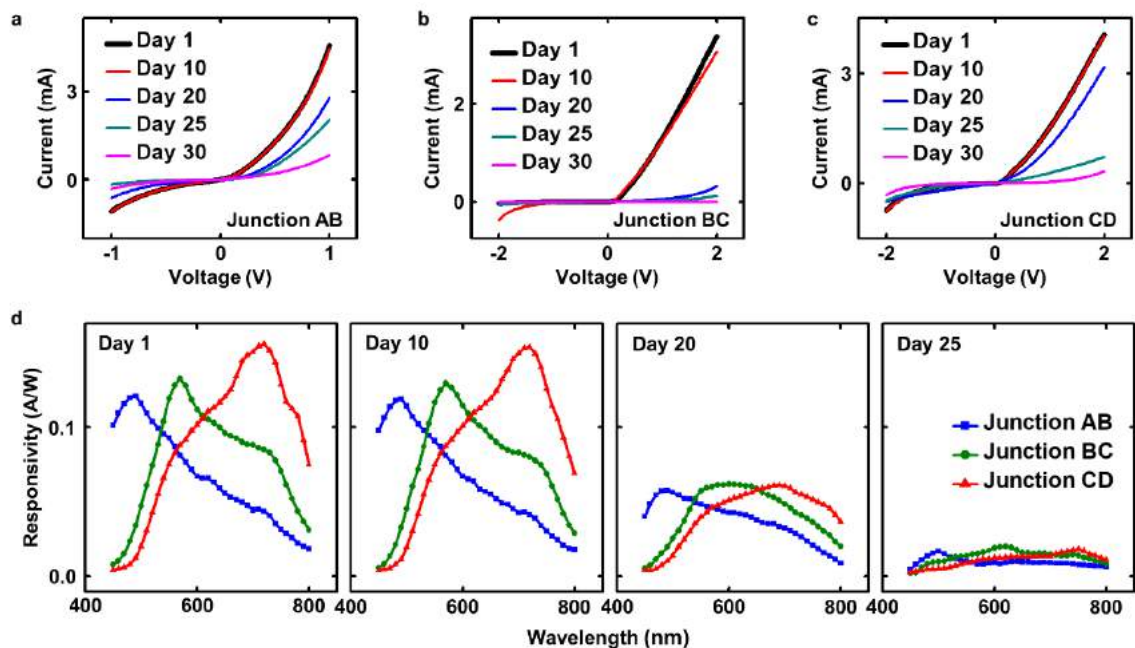 a
Day 1
Day 10
Day 20
Day 25
Day 30
Current (mA)
3
0
-1
0
1
Voltage (V)
Junction AB
b
Day 1
Day 10
Day 20
Day 25
Day 30
Current (mA)
2
0
-2
0
2
Voltage (V)
Junction BC
c
Day 1
Day 10
Day 20
Day 25
Day 30
Current (mA)
3
0
-2
0
2
Voltage (V)
Junction CD
d
Day 1
Day 10
Day 20
Day 25
Responsivity (A/W)
0.1
0.0
Junction AB
Junction BC
Junction CD
400 600 800
400 600 800
400 600 800
400 600 800
Wavelength (nm)